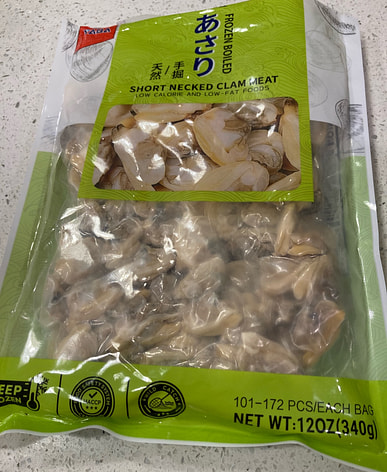 FROZEN BOILED
あさり
天然/手掘
SHORT NECKED CLAM MEAT
LOW CALORIE AND LOW-FAT FOODS
HACCP
101-172 PCS/EACH BAG
NET WT:12OZ(340g)